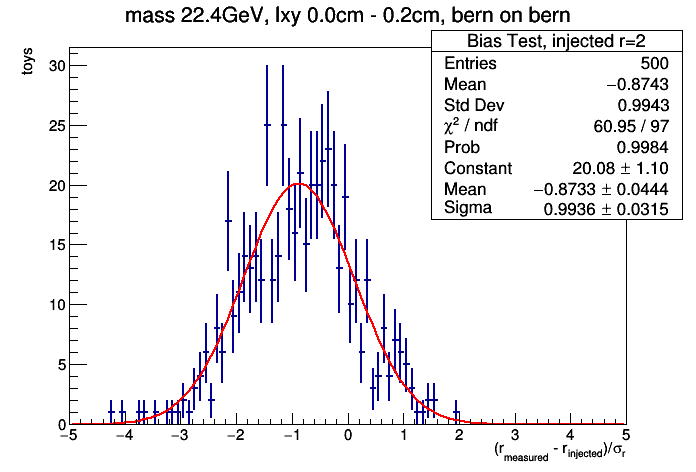 mass 22.4GeV, lxy 0.0cm - 0.2cm, bern on bern
Bias Test, injected r=2
Entries 500
Mean −0.8743
Std Dev 0.9943
χ² / ndf 60.95 / 97
Prob 0.9984
Constant 20.08 ± 1.10
Mean −0.8733 ± 0.0444
Sigma 0.9936 ± 0.0315
toys
30
25
20
15
10
5
0
−5 −4 −3 −2 −1 0 1 2 3 4 5
(r_measured - r_injected)/σ_r